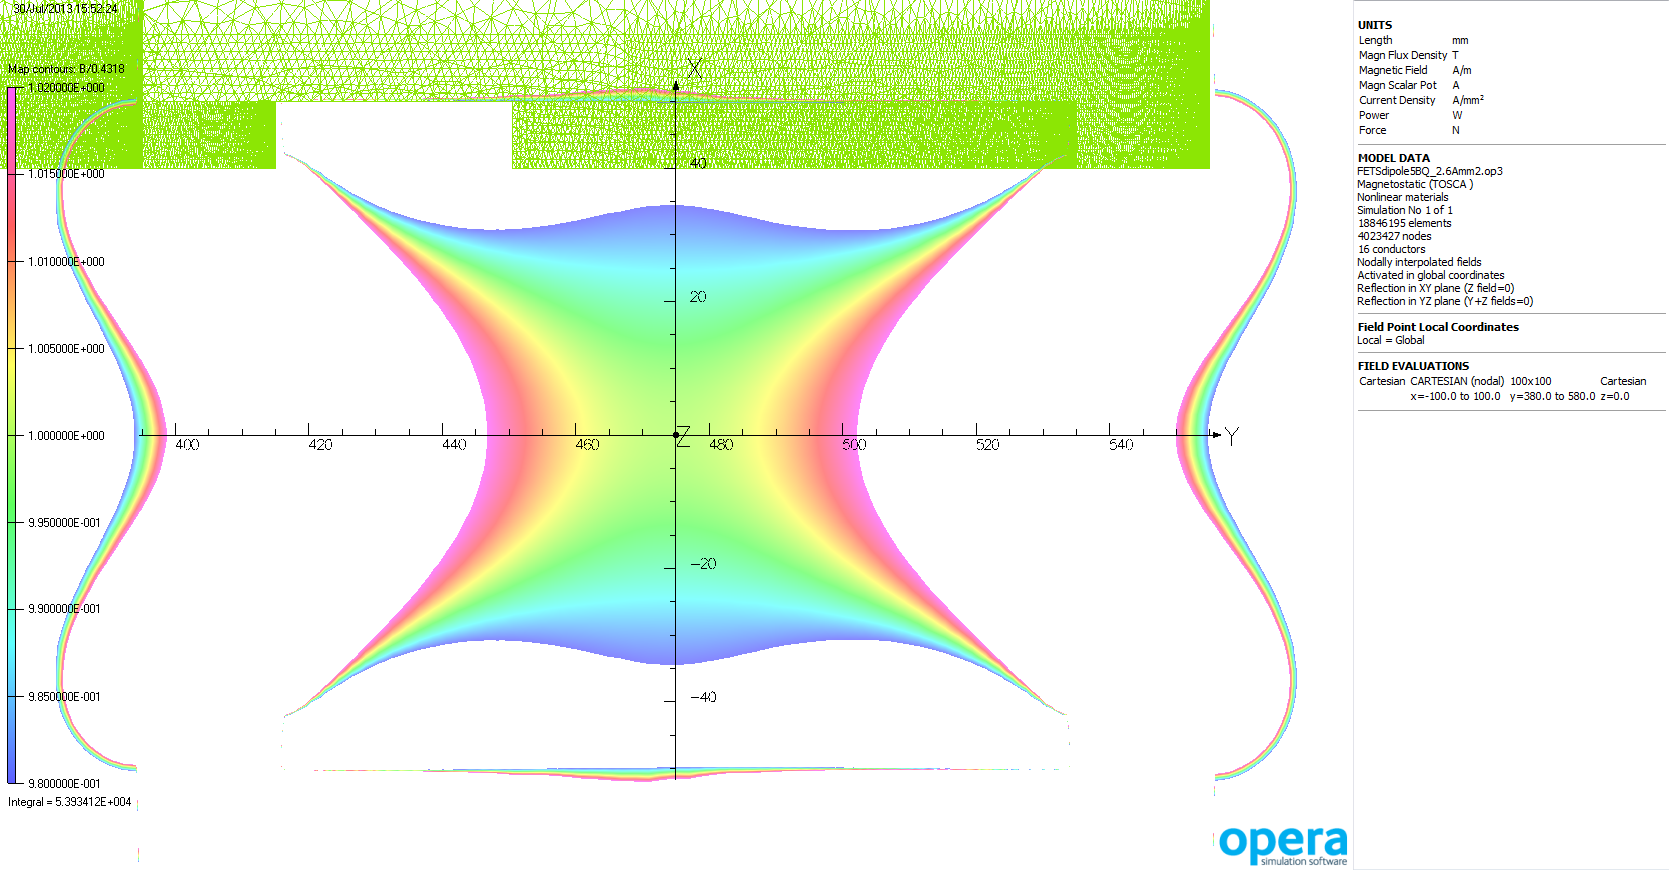 30/Jul/2013 15:52:24
Map contours: B/0.4318
1.020000E+000
1.015000E+000
1.010000E+000
1.005000E+000
1.000000E+000
9.950000E-001
9.900000E-001
9.850000E-001
9.800000E-001
Integral = 5.393412E+004
X
40
20
-20
-40
Z
400
420
440
460
480
500
520
540
Y
opera
simulation software
UNITS
Length mm
Magn Flux Density T
Magnetic Field A/m
Magn Scalar Pot A
Current Density A/mm²
Power W
Force N
MODEL DATA
FETSdipole5BQ_2.6Amm2.op3
Magnetostatic (TOSCA )
Nonlinear materials
Simulation No 1 of 1
18846195 elements
4023427 nodes
16 conductors
Nodally interpolated fields
Activated in global coordinates
Reflection in XY plane (Z field=0)
Reflection in YZ plane (Y+Z fields=0)
Field Point Local Coordinates
Local = Global
FIELD EVALUATIONS
Cartesian CARTESIAN (nodal) 100x100 Cartesian
x=-100.0 to 100.0 y=380.0 to 580.0 z=0.0